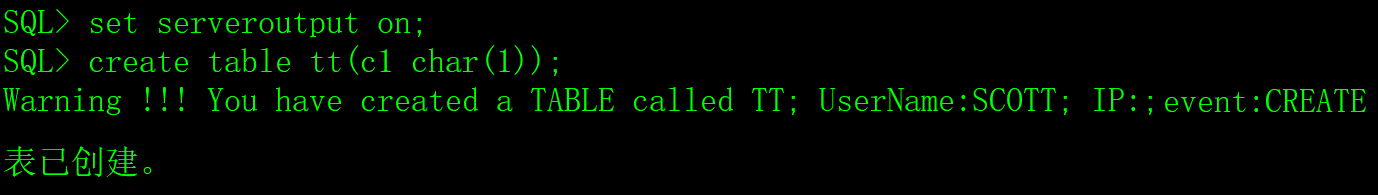 SQL> set serveroutput on;
SQL> create table tt(c1 char(1));
Warning !!! You have created a TABLE called TT; UserName:SCOTT; IP:;event:CREATE
表已创建。